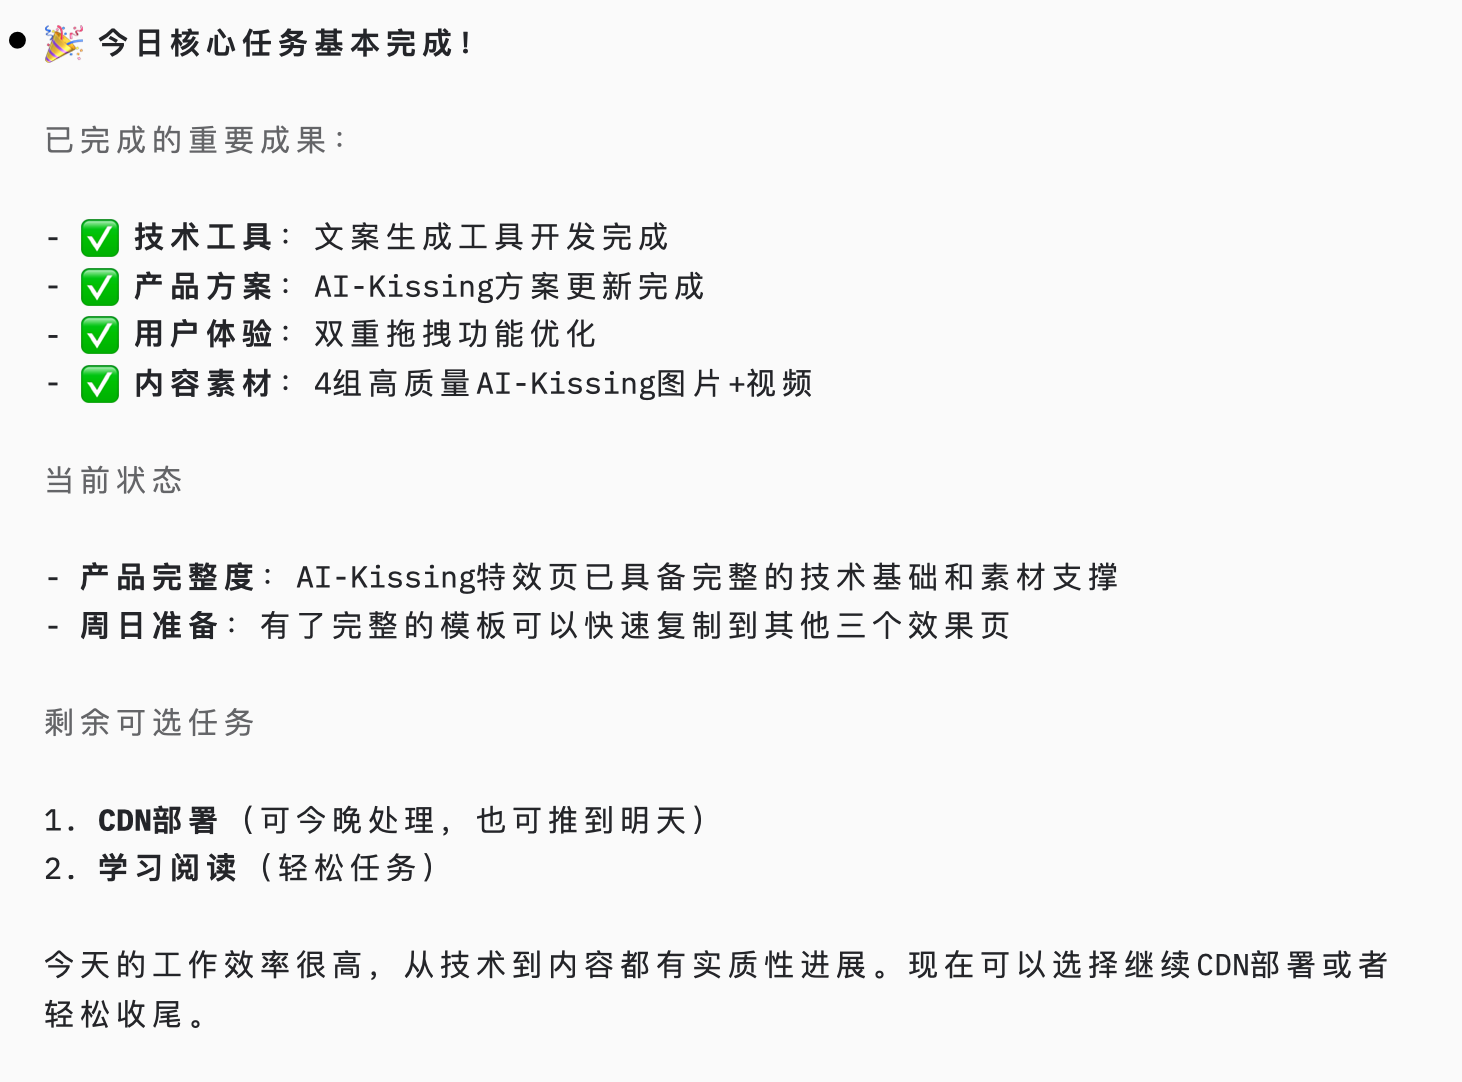 ● 🎉 今日核心任务基本完成!
已完成的重要成果:
- ✅ 技术工具: 文案生成工具开发完成
- ✅ 产品方案: AI-Kissing方案更新完成
- ✅ 用户体验: 双重拖拽功能优化
- ✅ 内容素材: 4组高质量AI-Kissing图片+视频
当前状态
- 产品完整度: AI-Kissing特效页已具备完整的技术基础和素材支撑
- 周日准备: 有了完整的模板可以快速复制到其他三个效果页
剩余可选任务
1. CDN部署 (可今晚处理, 也可推到明天)
2. 学习阅读 (轻松任务)
今天的工作效率很高, 从技术到内容都有实质性进展。现在可以选择继续CDN部署或者
轻松收尾。